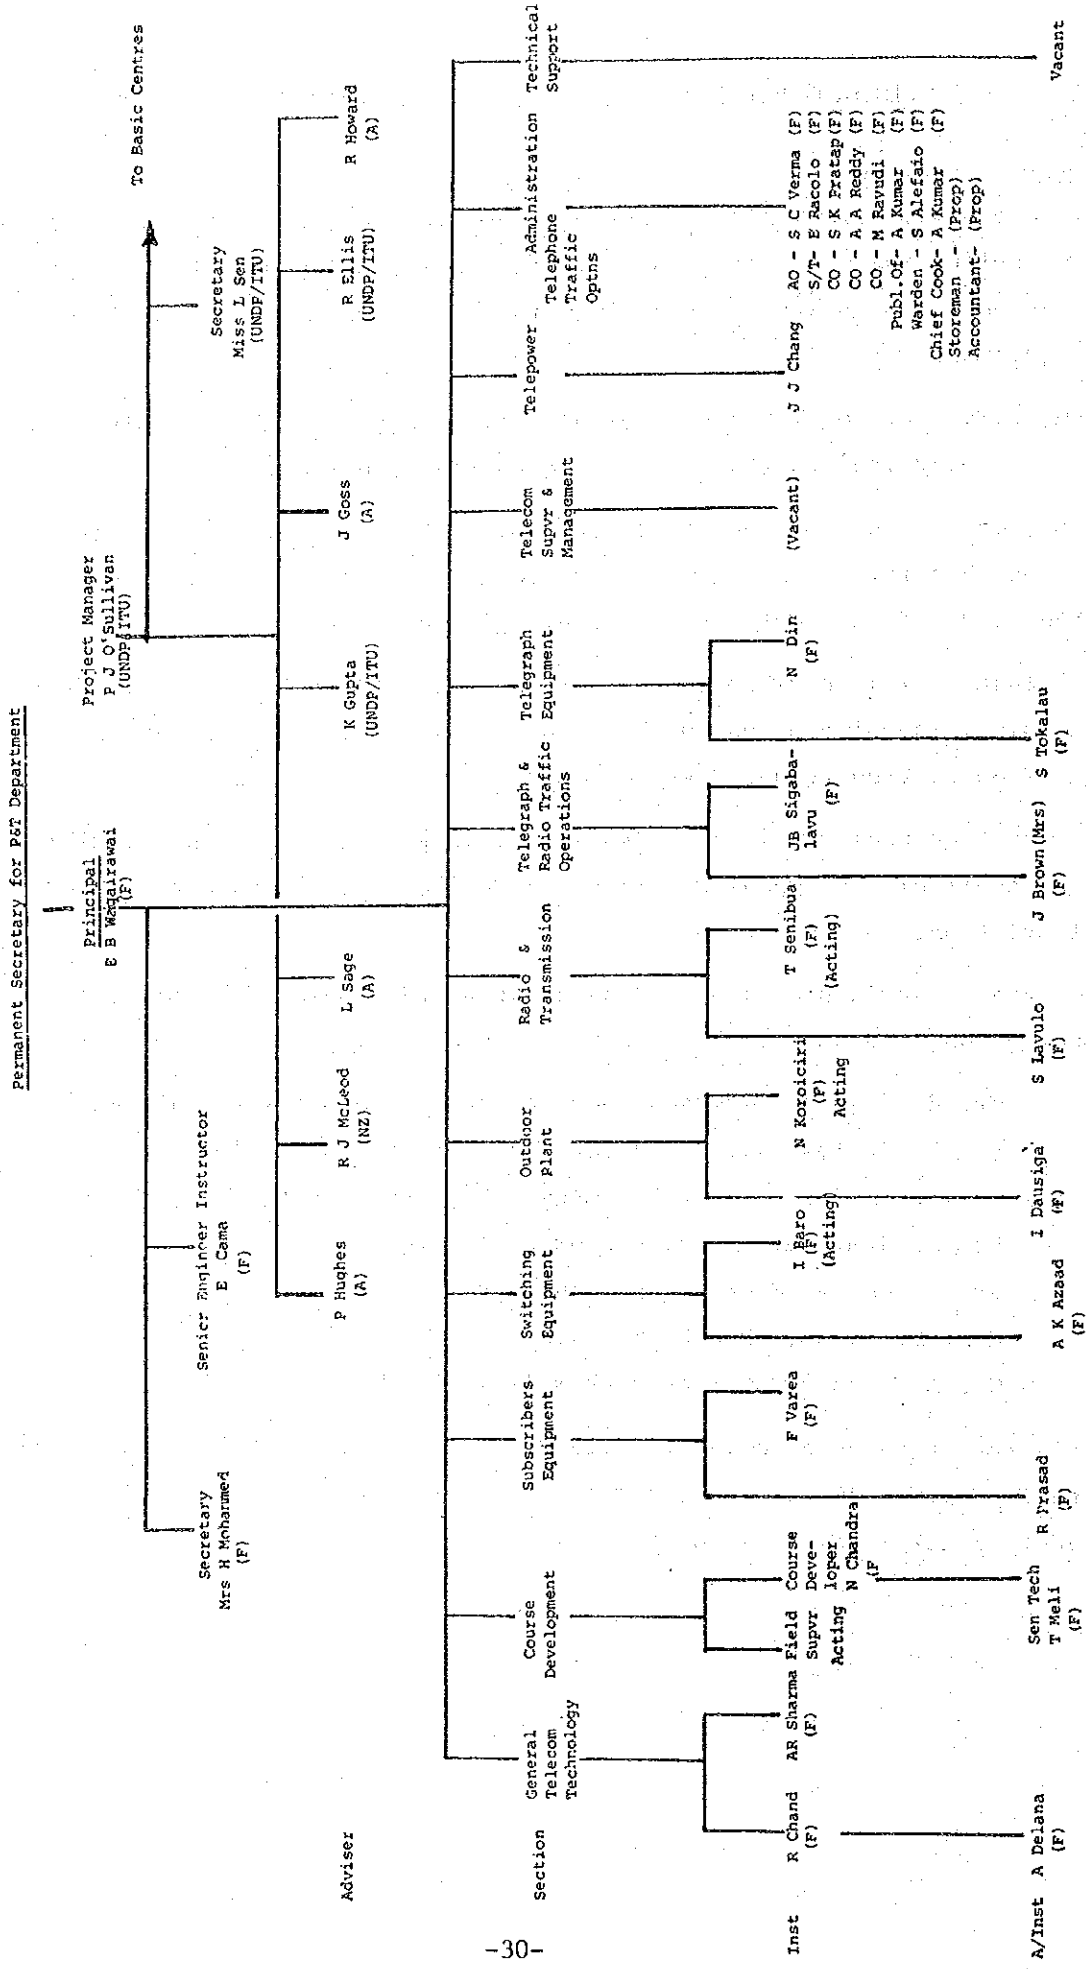 Permanent Secretary for P&T Department
Principal
E B Waqairawai
(F)
Project Manager
P J O'Sullivan
(UNDP/ITU)
To Basic Centres
Secretary
Mrs H Mohammed
(F)
Senior Engineer Instructor
E Cama
(F)
Secretary
Miss L Sen
(UNDP/ITU)
Adviser
P Hughes
(A)
R J McLeod
(NZ)
L Sage
(A)
K Gupta
(UNDP/ITU)
J Goss
(A)
R Ellis
(UNDP/ITU)
R Howard
(A)
Section
General
Telecom
Technology
Course
Development
Subscribers
Equipment
Switching
Equipment
Outdoor
Plant
Radio &
Transmission
Telegraph &
Radio Traffic
Operations
Telegraph
Equipment
Telecom
Supvr &
Management
Telepower
Telephone
Traffic
Optns
Administration
Technical
Support
Inst
R Chand
(F)
AR Sharma
(F)
Field
Supvr
Acting
Course
Deve-
loper
N Chandra
(F
F Varea
(F)
I Baro
(F)
(Acting)
N Koroiciri
(F)
Acting
T Senibua
(F)
(Acting)
JB Sigaba-
lavu (F)
N Din
(F)
(Vacant)
J J Chang
AO - S C Verma (F)
S/T- E Racolo (F)
CO - S K Pratap(F)
CO - A A Reddy (F)
CO - M Ravudi (F)
Publ.Of- A Kumar (F)
Warden - S Alefaio (F)
Chief Cook- A Kumar (F)
Storeman - (Prop)
Accountant- (Prop)
A/Inst
A Delana
(F)
Sen Tech
T Meli
(F)
R Prasad
(F)
A K Azaad
(F)
I Dausiga
(F)
S Lavulo
(F)
J Brown(Mrs)
(F)
S Tokalau
(F)
Vacant
-30-